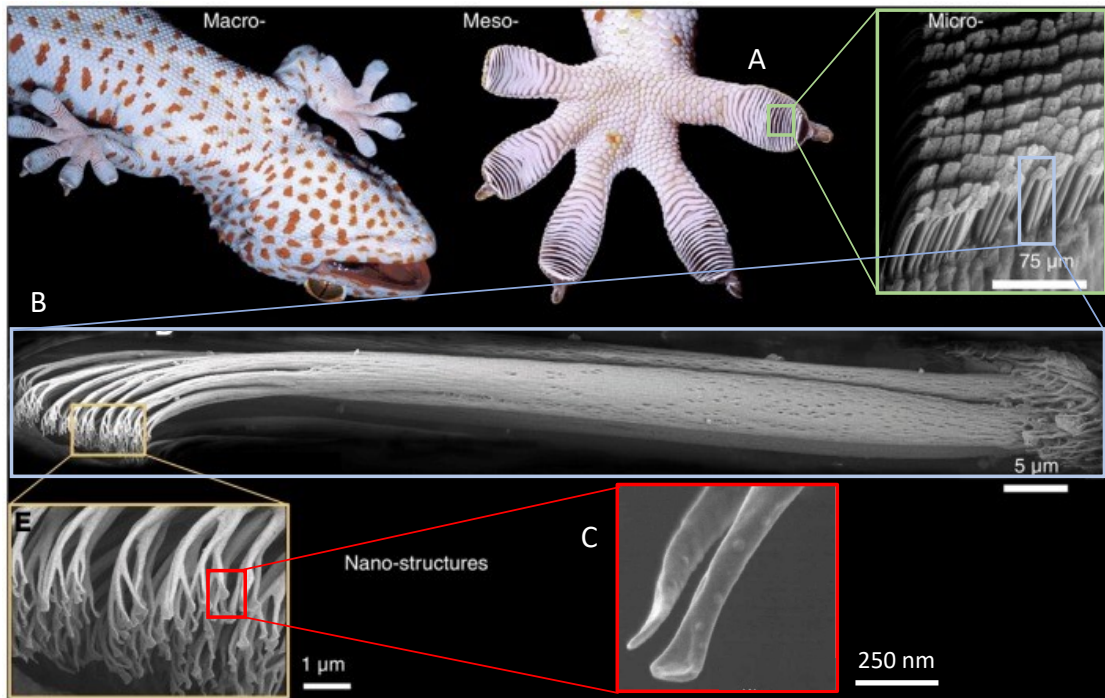 Macro-
Meso-
A
Micro-
75 µm
B
5 µm
E
C
Nano-structures
1 µm
250 nm